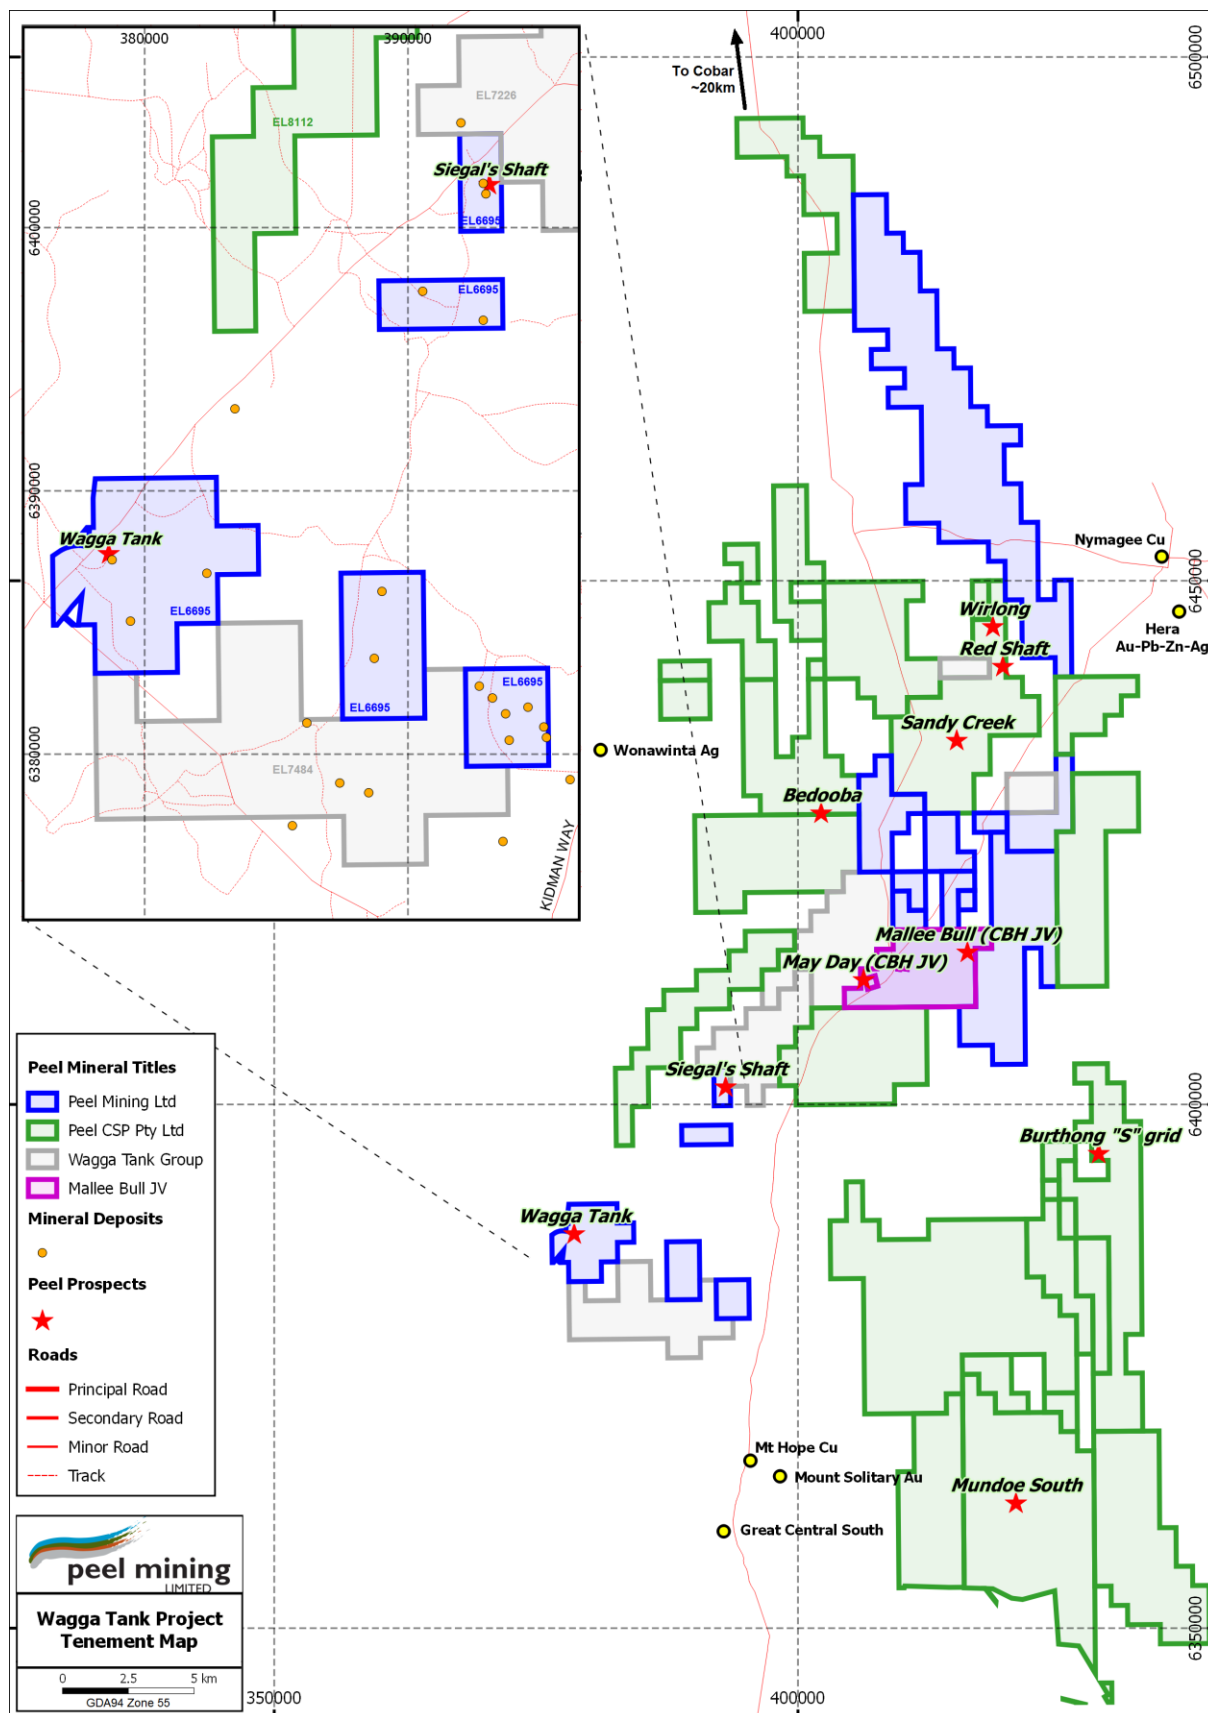 380000
390000
400000
6500000
To Cobar
~20km
EL7226
EL8112
Siegal's Shaft
EL6695
6400000
EL6695
6390000
Wagga Tank
EL6695
EL6695
EL6695
6380000
EL7484
KIDMAN WAY
Nymagee Cu
6450000
Hera
Au-Pb-Zn-Ag
Wirlong
Red Shaft
Sandy Creek
Wonawinta Ag
Bedooba
Mallee Bull (CBH JV)
May Day (CBH JV)
Siegal's Shaft
6400000
Burthong "S" grid
Wagga Tank
Mt Hope Cu
Mount Solitary Au
Mundoe South
Great Central South
6350000
350000
400000
Peel Mineral Titles
Peel Mining Ltd
Peel CSP Pty Ltd
Wagga Tank Group
Mallee Bull JV
Mineral Deposits
Peel Prospects
Roads
Principal Road
Secondary Road
Minor Road
Track
peel mining
LIMITED
Wagga Tank Project
Tenement Map
0 2.5 5 km
GDA94 Zone 55